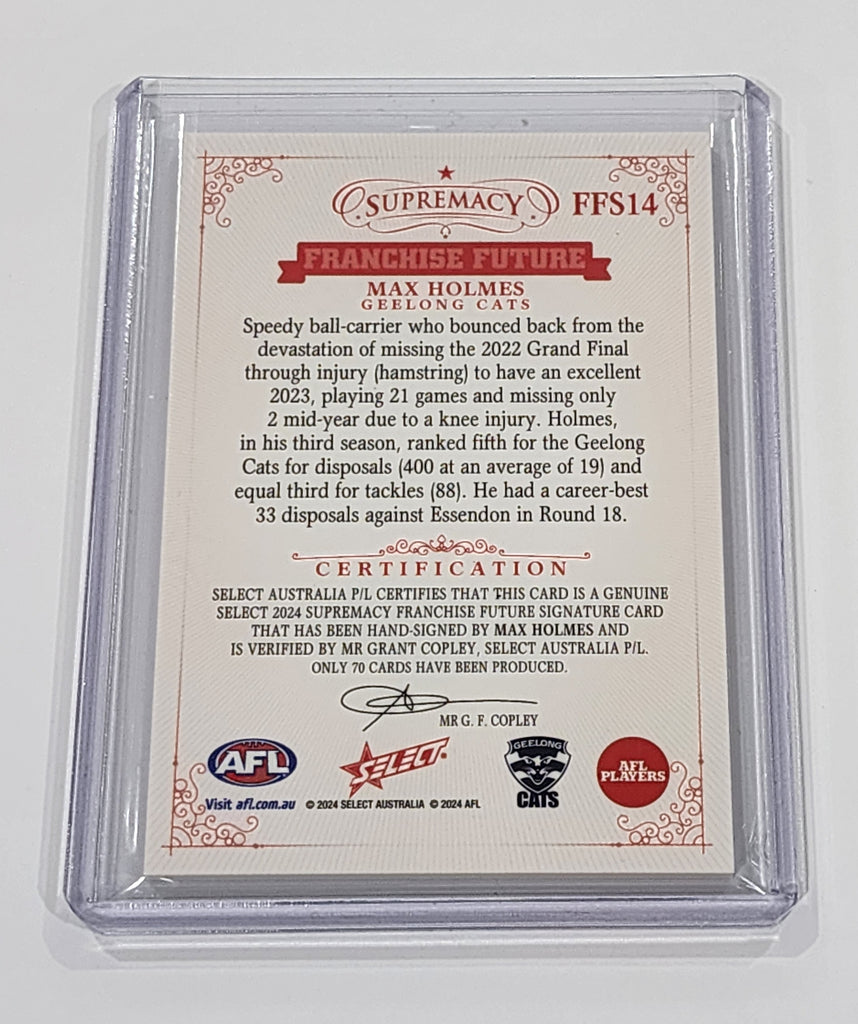 SUPREMACY FFS14
FRANCHISE FUTURE
MAX HOLMES
GEELONG CATS
Speedy ball-carrier who bounced back from the
devastation of missing the 2022 Grand Final
through injury (hamstring) to have an excellent
2023, playing 21 games and missing only
2 mid-year due to a knee injury. Holmes,
in his third season, ranked fifth for the Geelong
Cats for disposals (400 at an average of 19) and
equal third for tackles (88). He had a career-best
33 disposals against Essendon in Round 18.
CERTIFICATION
SELECT AUSTRALIA P/L CERTIFIES THAT THIS CARD IS A GENUINE
SELECT 2024 SUPREMACY FRANCHISE FUTURE SIGNATURE CARD
THAT HAS BEEN HAND-SIGNED BY MAX HOLMES AND
IS VERIFIED BY MR GRANT COPLEY, SELECT AUSTRALIA P/L.
ONLY 70 CARDS HAVE BEEN PRODUCED.
MR G. F. COPLEY
AFL
Visit afl.com.au
SELECT
© 2024 SELECT AUSTRALIA © 2024 AFL
GEELONG
CATS
AFL
PLAYERS